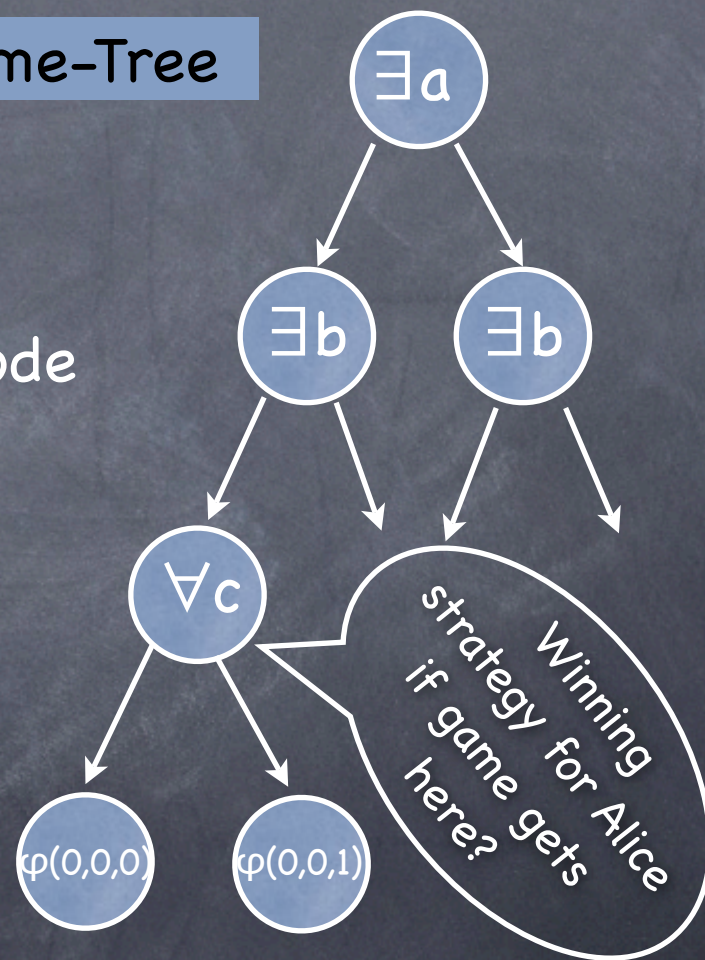 me-Tree
∃a
∃b
∃b
ode
∀c
Winning
strategy for Alice
if game gets
here?
φ(0,0,0)
φ(0,0,1)